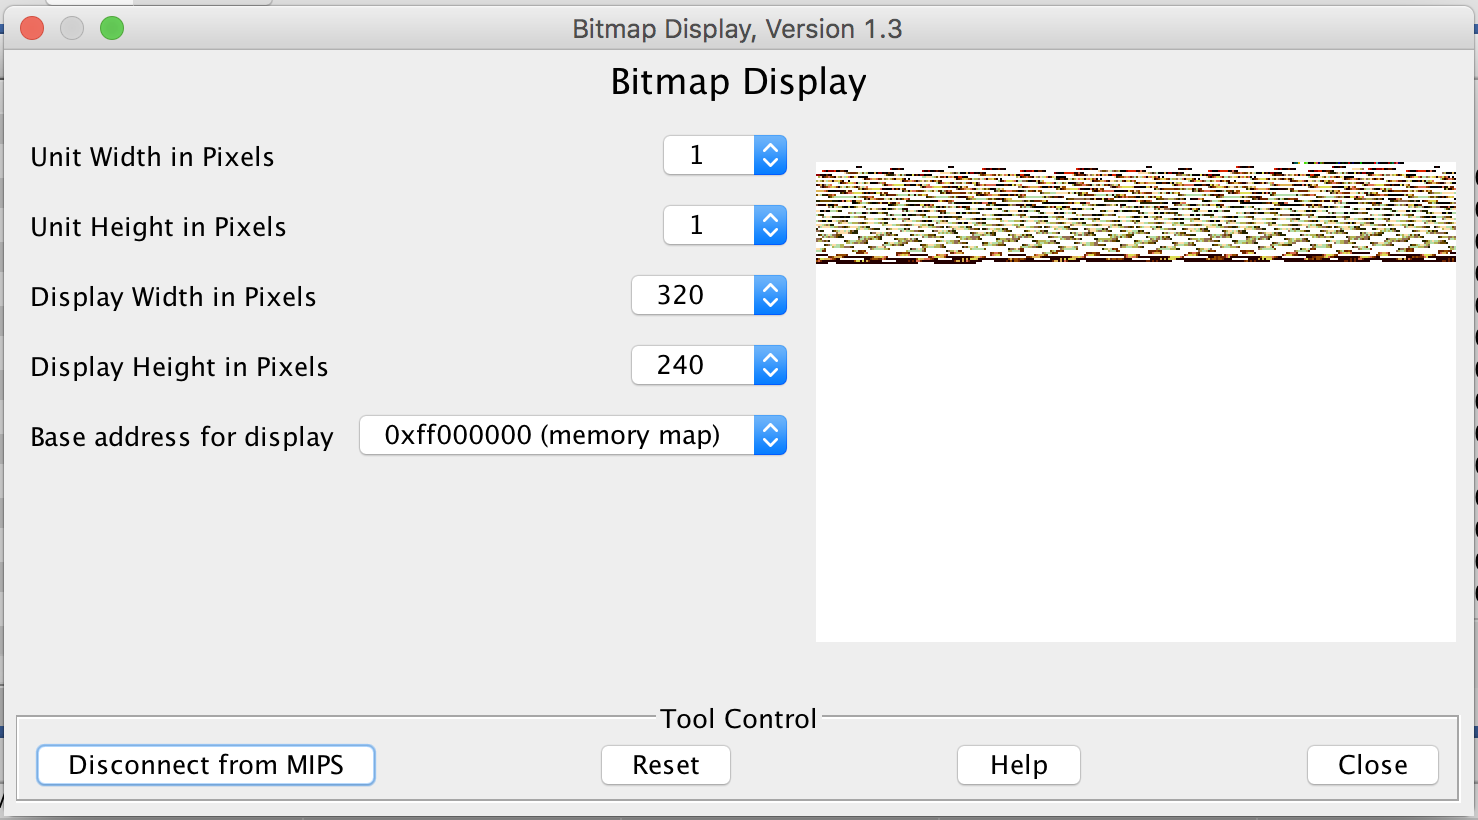 Bitmap Display, Version 1.3
Bitmap Display
Unit Width in Pixels 1
Unit Height in Pixels 1
Display Width in Pixels 320
Display Height in Pixels 240
Base address for display 0xff000000 (memory map)
Tool Control
Disconnect from MIPS Reset Help Close